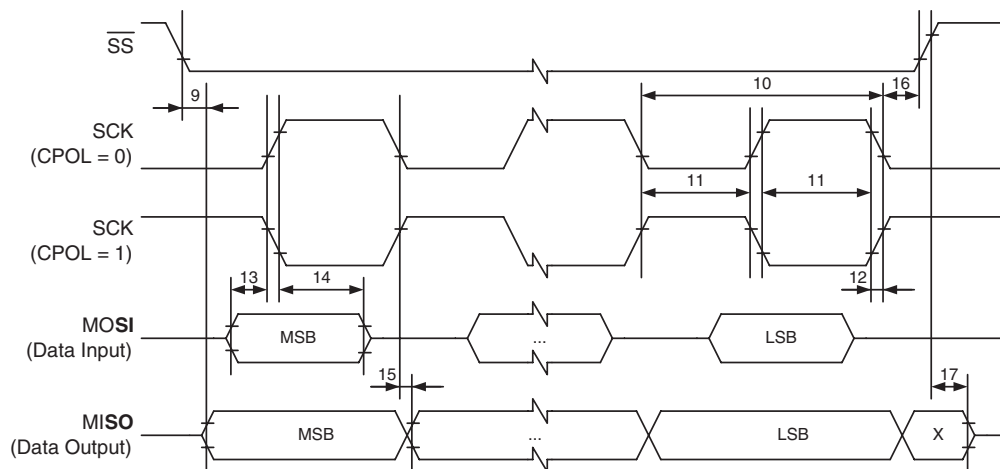 SS
10
16
9
SCK
(CPOL = 0)
11
11
SCK
(CPOL = 1)
13
14
12
MOSI
(Data Input)
MSB
...
LSB
15
17
MISO
(Data Output)
MSB
...
LSB
X